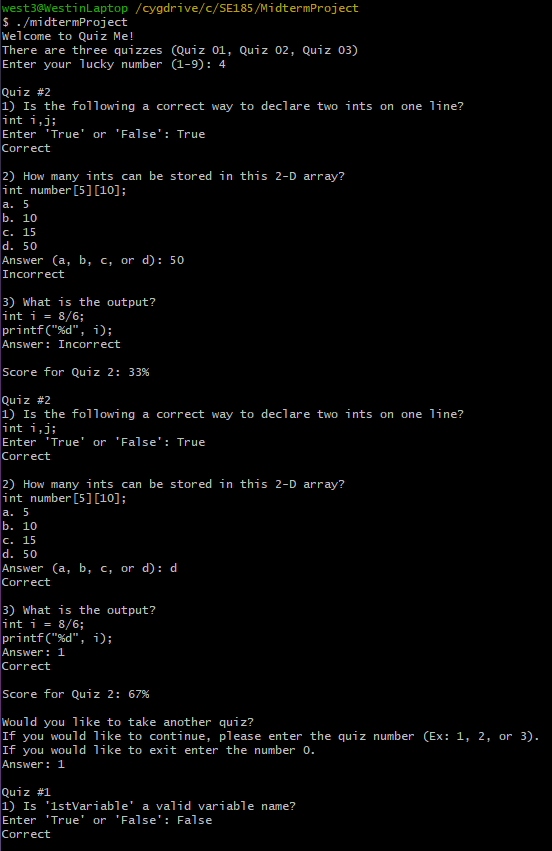 west3@WestinLaptop /cygdrive/c/SE185/MidtermProject
$ ./midtermProject
Welcome to Quiz Me!
There are three quizzes (Quiz 01, Quiz 02, Quiz 03)
Enter your lucky number (1-9): 4

Quiz #2
1) Is the following a correct way to declare two ints on one line?
int i,j;
Enter 'True' or 'False': True
Correct

2) How many ints can be stored in this 2-D array?
int number[5][10];
a. 5
b. 10
c. 15
d. 50
Answer (a, b, c, or d): 50
Incorrect

3) What is the output?
int i = 8/6;
printf("%d", i);
Answer: Incorrect

Score for Quiz 2: 33%

Quiz #2
1) Is the following a correct way to declare two ints on one line?
int i,j;
Enter 'True' or 'False': True
Correct

2) How many ints can be stored in this 2-D array?
int number[5][10];
a. 5
b. 10
c. 15
d. 50
Answer (a, b, c, or d): d
Correct

3) What is the output?
int i = 8/6;
printf("%d", i);
Answer: 1
Correct

Score for Quiz 2: 67%

Would you like to take another quiz?
If you would like to continue, please enter the quiz number (Ex: 1, 2, or 3).
If you would like to exit enter the number 0.
Answer: 1

Quiz #1
1) Is '1stVariable' a valid variable name?
Enter 'True' or 'False': False
Correct